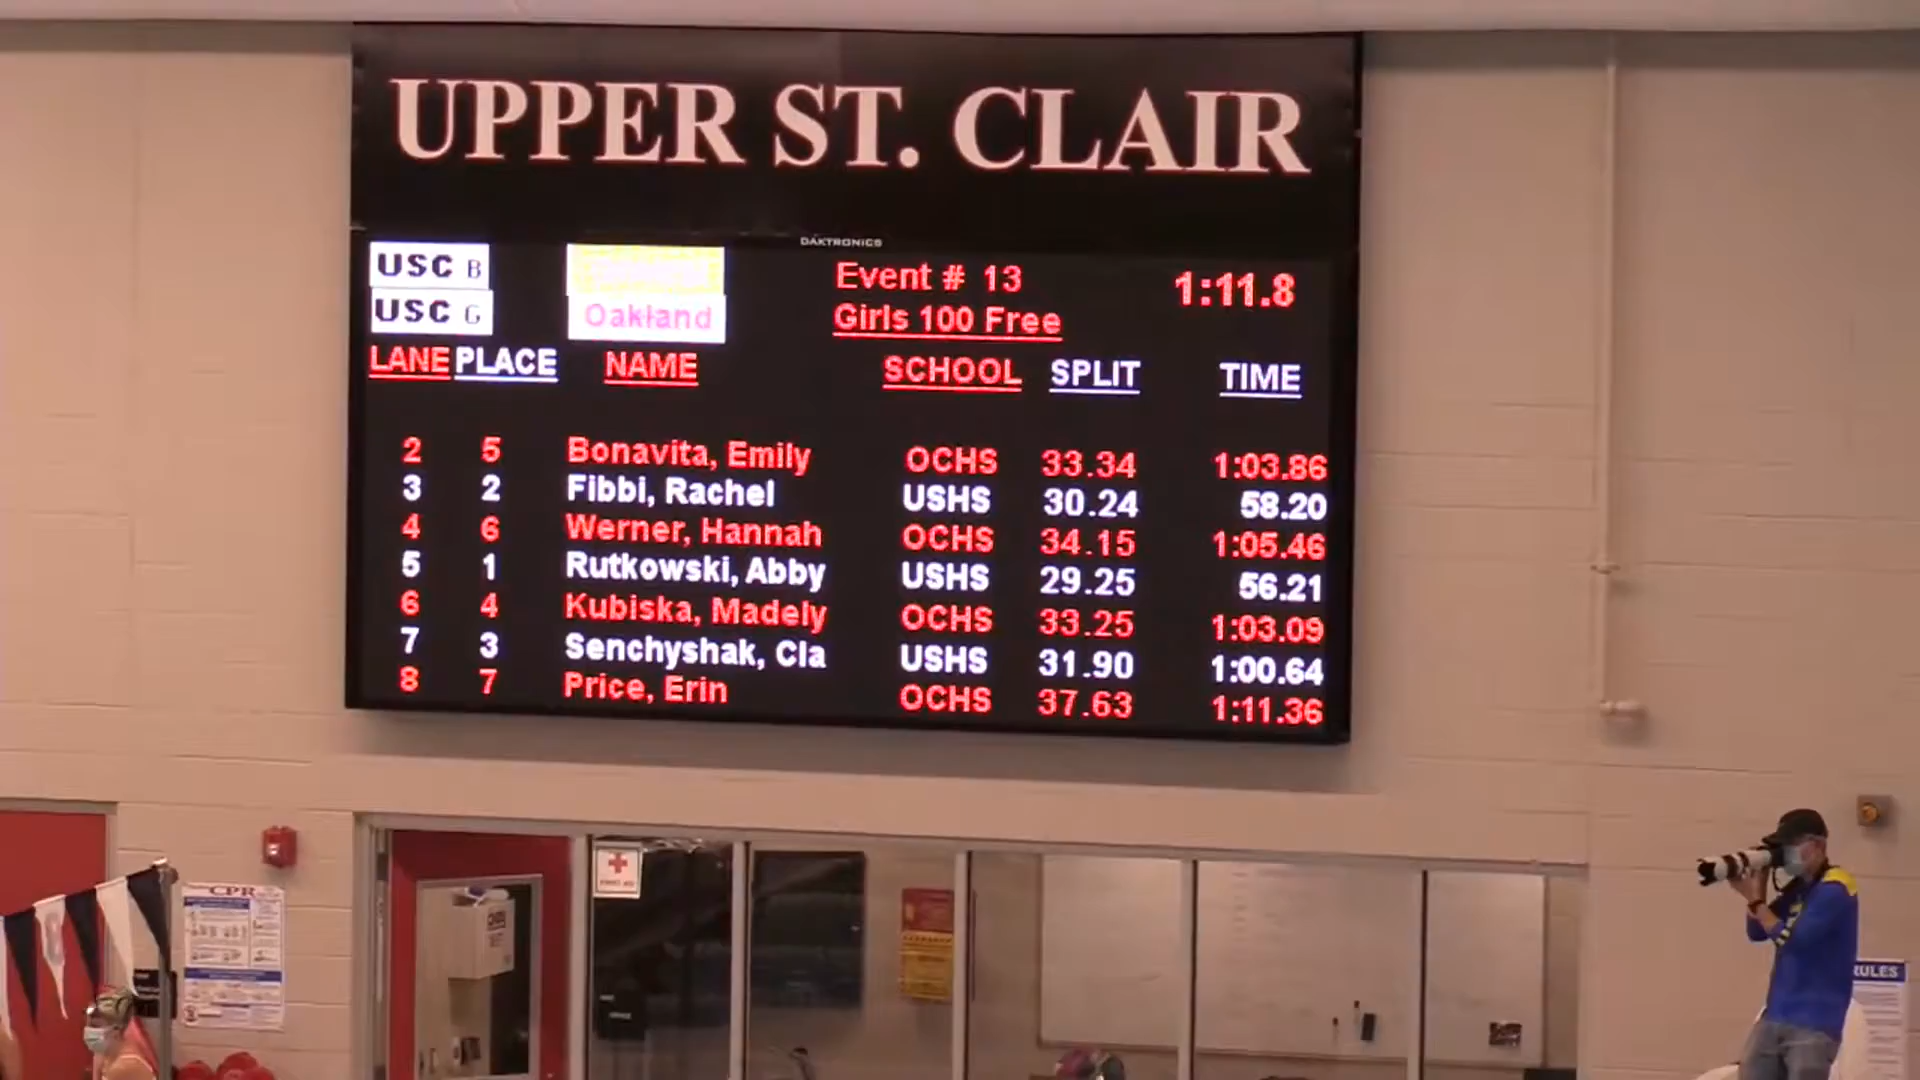 UPPER ST. CLAIR
DAKTRONICS
USC B
USC G
Oakland
Event # 13
1:11.8
Girls 100 Free
LANE PLACE NAME SCHOOL SPLIT TIME
2 5 Bonavita, Emily OCHS 33.34 1:03.86
3 2 Fibbi, Rachel USHS 30.24 58.20
4 6 Werner, Hannah OCHS 34.15 1:05.46
5 1 Rutkowski, Abby USHS 29.25 56.21
6 4 Kubiska, Madely OCHS 33.25 1:03.09
7 3 Senchyshak, Cla USHS 31.90 1:00.64
8 7 Price, Erin OCHS 37.63 1:11.36
CPR
RULES